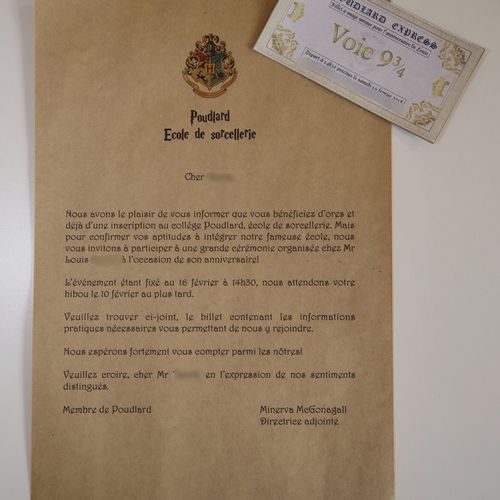 POUDLARD EXPRESS
Voie 9 3/4
Poudlard
Ecole de sorcellerie
Cher
Nous avons le plaisir de vous informer que vous bénéficiez d'ores et
déjà d'une inscription au collège Poudlard, école de sorcellerie. Mais
pour confirmer vos aptitudes à intégrer notre fameuse école, nous
vous invitons à participer à une grande cérémonie organisée chez Mr
Louis à l'occasion de son anniversaire!
L'événement étant fixé au 16 février à 14h30, nous attendons votre
hibou le 10 février au plus tard.
Veuillez trouver ci-joint, le billet contenant les informations
pratiques nécessaires vous permettant de nous y rejoindre.
Nous espérons fortement vous compter parmi les nôtres!
Veuillez croire, cher Mr en l'expression de nos sentiments
distingués.
Membre de Poudlard
Minerva McGonagall
Directrice adjointe